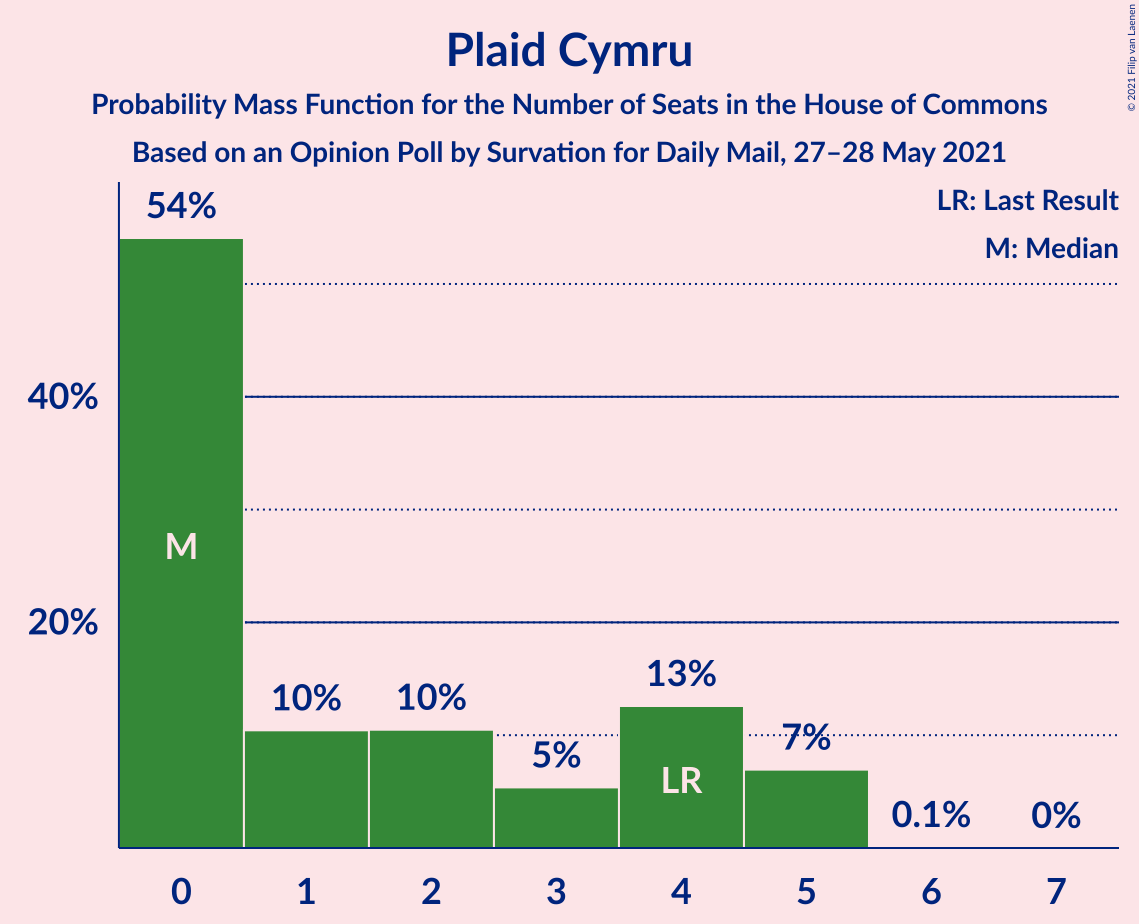 Plaid Cymru
Probability Mass Function for the Number of Seats in the House of Commons
Based on an Opinion Poll by Survation for Daily Mail, 27–28 May 2021
© 2021 Filip van Laenen
LR: Last Result
M: Median
54%
40%
20%
M
10%
10%
5%
13%
LR
7%
0.1%
0%
0
1
2
3
4
5
6
7